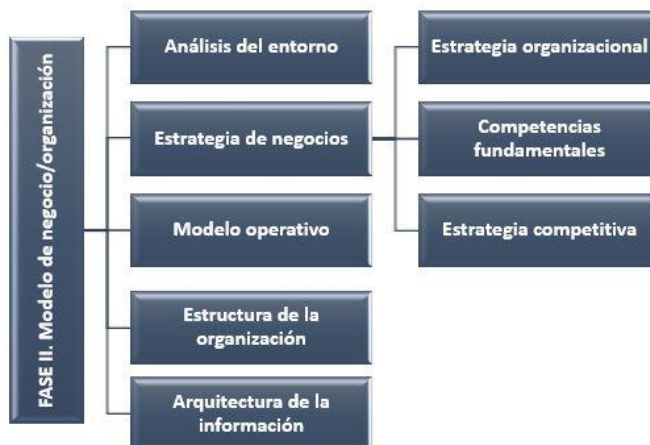 FASE II. Modelo de negocio/organización
Análisis del entorno
Estrategia de negocios
Modelo operativo
Estructura de la
organización
Arquitectura de la
información
Estrategia organizacional
Competencias
fundamentales
Estrategia competitiva